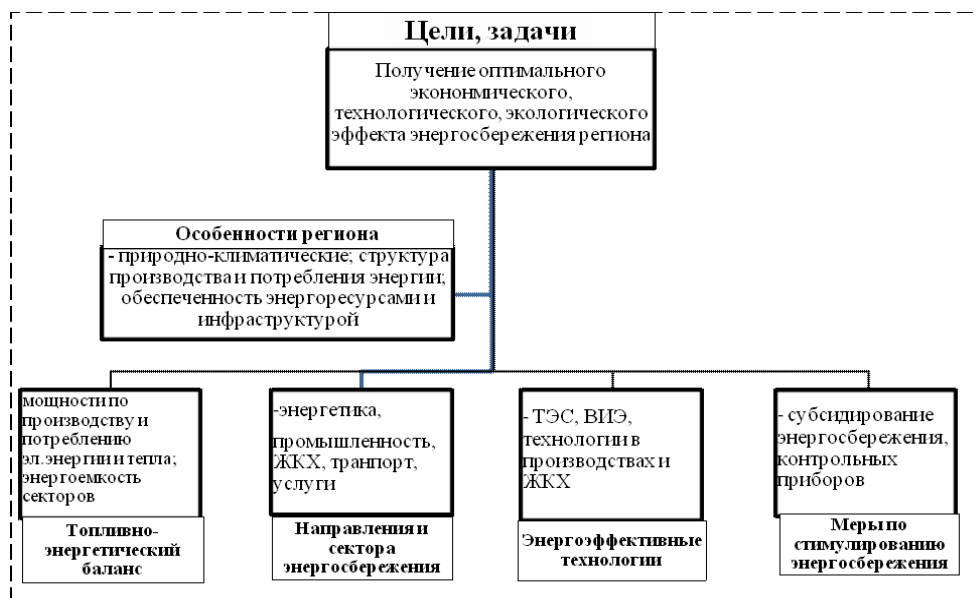 Цели, задачи
Получение оптимального
экономмического,
технологического, экологического
эффекта энергосбережения региона
Особенности региона
- природно-климатические; структура
производства и потребления энергии;
обеспеченность энергоресурсами и
инфраструктурой
мощности по
производству и
потреблению
эл.энергии и тепла;
энергоемкость
секторов
Топливно-
энергетический
баланс
-энергетика,
промышленность,
ЖКХ, транпорт,
услуги
Направления и
сектора
энергосбережения
- ТЭС, ВИЭ,
технологии в
производствах и
ЖКХ
Энергоэффективные
технологии
- субсидирование
энергосбережения,
контрольных
приборов
Меры по
стимулированию
энергосбережения